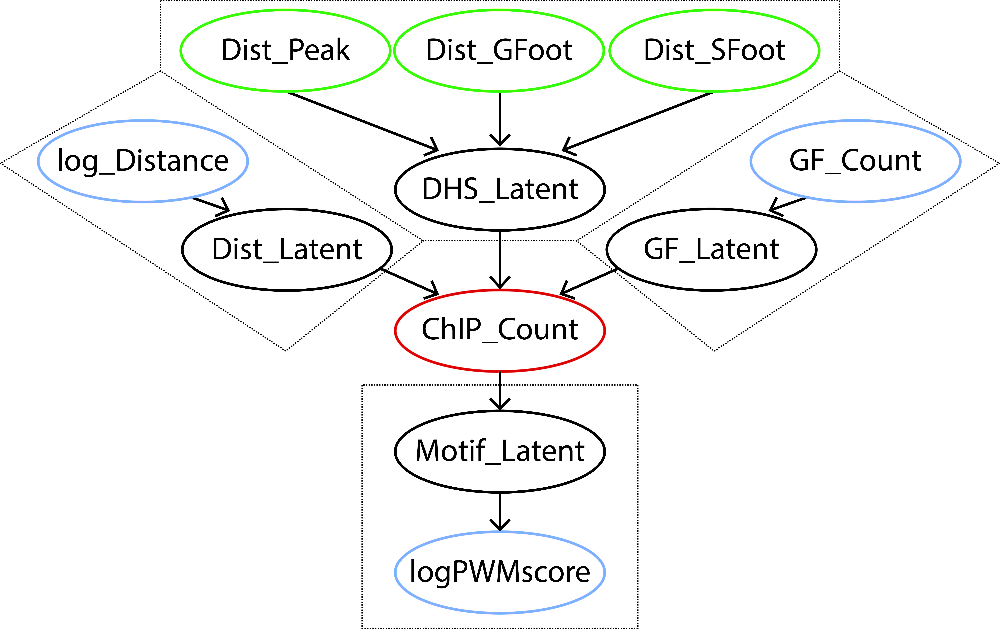 Dist_Peak
Dist_GFoot
Dist_SFoot
log_Distance
GF_Count
DHS_Latent
Dist_Latent
GF_Latent
ChIP_Count
Motif_Latent
logPWMscore